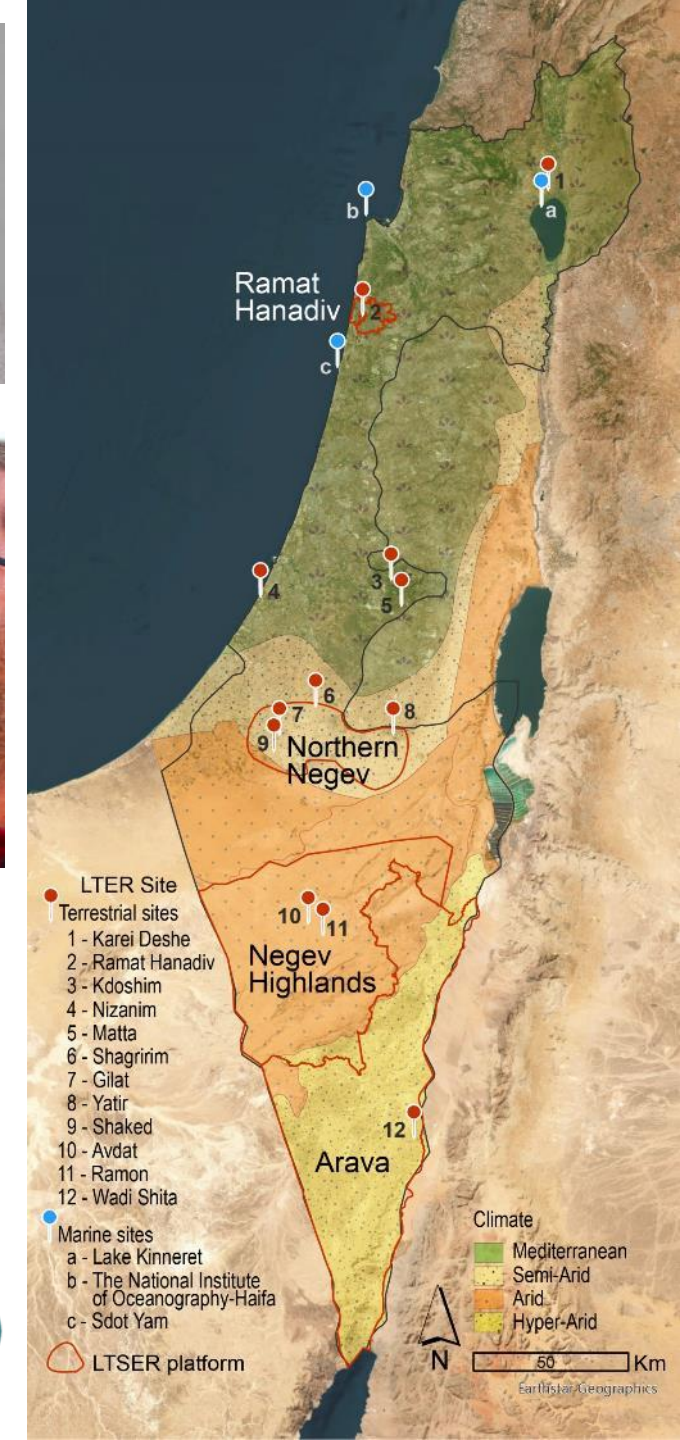 1
a
b
Ramat
Hanadiv
2
c
3
4
5
6
7
8
9
Northern
Negev
10
11
Negev
Highlands
12
Arava
LTER Site
Terrestrial sites
1 - Karei Deshe
2 - Ramat Hanadiv
3 - Kdoshim
4 - Nizanim
5 - Matta
6 - Shagririm
7 - Gilat
8 - Yatir
9 - Shaked
10 - Avdat
11 - Ramon
12 - Wadi Shita
Marine sites
a - Lake Kinneret
b - The National Institute
of Oceanography-Haifa
c - Sdot Yam
LTSER platform
Climate
Mediterranean
Semi-Arid
Arid
Hyper-Arid
N
50 Km
Earthstar Geographics